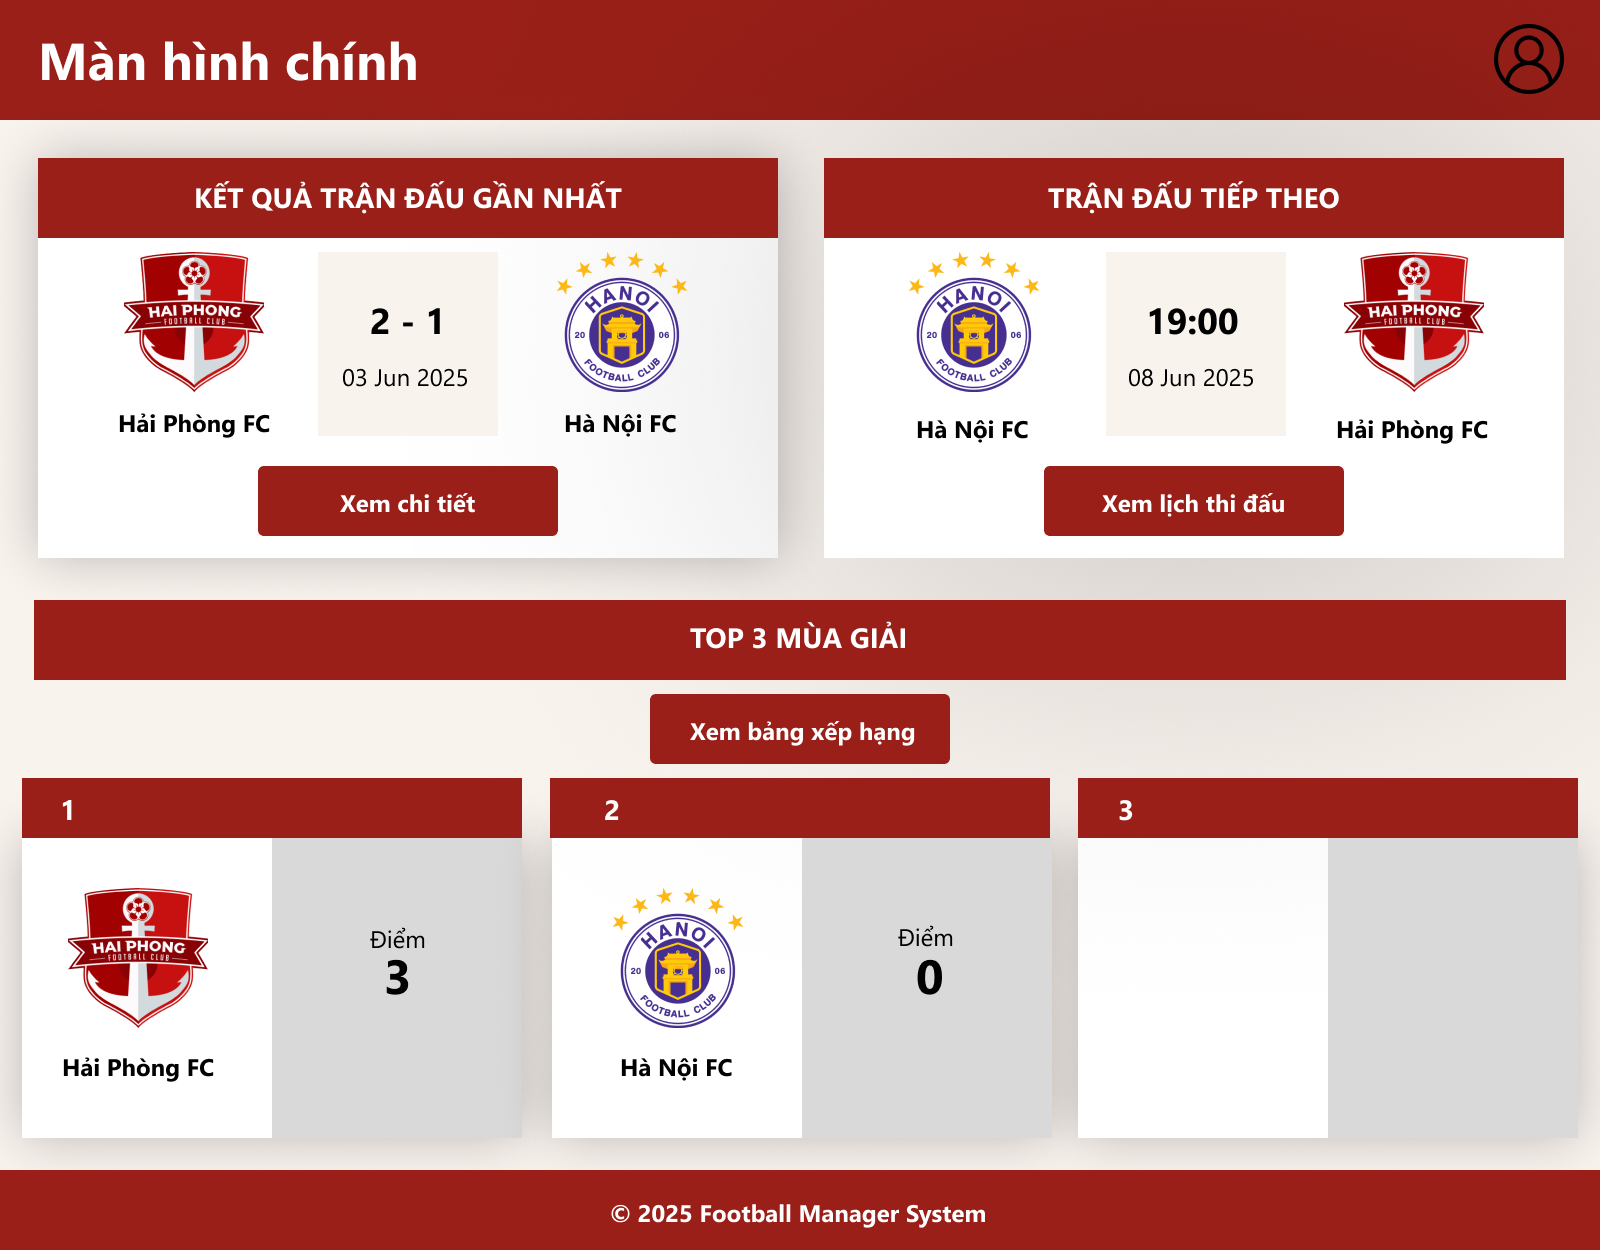 Màn hình chính
KẾT QUẢ TRẬN ĐẤU GẦN NHẤT
HAI PHONG
FOOTBALL CLUB
2 - 1
03 Jun 2025
HANOI
20 06
FOOTBALL CLUB
Hải Phòng FC
Hà Nội FC
Xem chi tiết
TRẬN ĐẤU TIẾP THEO
HANOI
20 06
FOOTBALL CLUB
19:00
08 Jun 2025
HAI PHONG
FOOTBALL CLUB
Hà Nội FC
Hải Phòng FC
Xem lịch thi đấu
TOP 3 MÙA GIẢI
Xem bảng xếp hạng
1
HAI PHONG
FOOTBALL CLUB
Hải Phòng FC
Điểm
3
2
HANOI
20 06
FOOTBALL CLUB
Hà Nội FC
Điểm
0
3
© 2025 Football Manager System